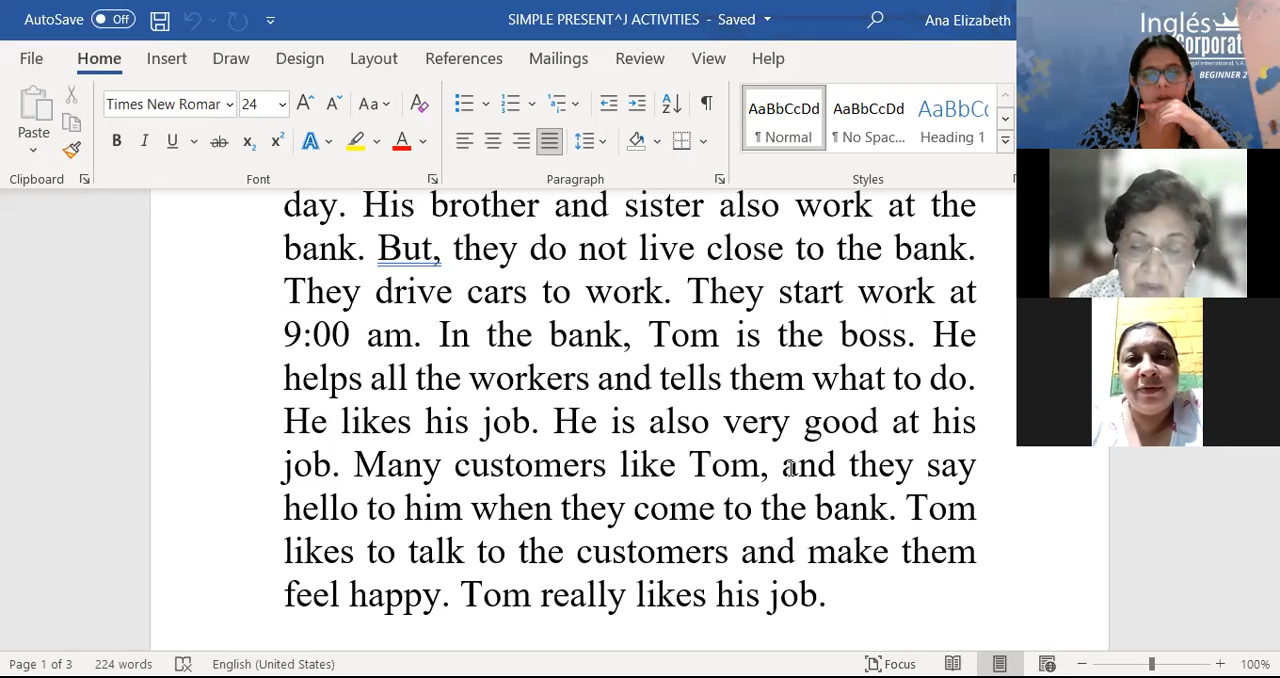 AutoSave Off SIMPLE PRESENT^J ACTIVITIES - Saved Ana Elizabeth
File Home Insert Draw Design Layout References Mailings Review View Help
Times New Romar 24 Aa
Paste B I U ab x₂ x² A A
AaBbCcDd AaBbCcDd AaBbCc
¶ Normal ¶ No Spac... Heading 1
Clipboard Font Paragraph Styles
day. His brother and sister also work at the
bank. But, they do not live close to the bank.
They drive cars to work. They start work at
9:00 am. In the bank, Tom is the boss. He
helps all the workers and tells them what to do.
He likes his job. He is also very good at his
job. Many customers like Tom, and they say
hello to him when they come to the bank. Tom
likes to talk to the customers and make them
feel happy. Tom really likes his job.
Page 1 of 3 224 words English (United States) Focus 100%
Inglés
Corporat
BEGINNER 2